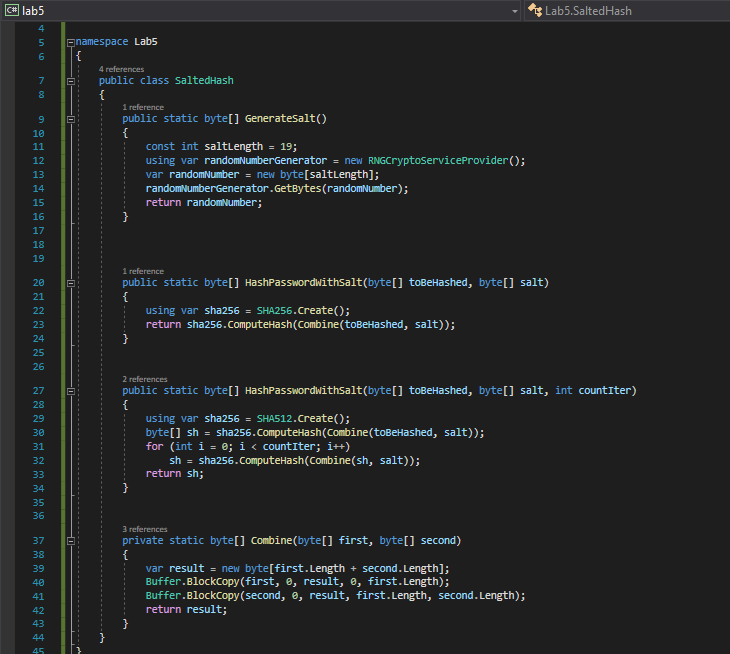 C# lab5 Lab5.SaltedHash
4
5 namespace Lab5
6 {
4 references
7 public class SaltedHash
8 {
1 reference
9 public static byte[] GenerateSalt()
10 {
11 const int saltLength = 19;
12 using var randomNumberGenerator = new RNGCryptoServiceProvider();
13 var randomNumber = new byte[saltLength];
14 randomNumberGenerator.GetBytes(randomNumber);
15 return randomNumber;
16 }
17
18
19
1 reference
20 public static byte[] HashPasswordWithSalt(byte[] toBeHashed, byte[] salt)
21 {
22 using var sha256 = SHA256.Create();
23 return sha256.ComputeHash(Combine(toBeHashed, salt));
24 }
25
26
2 references
27 public static byte[] HashPasswordWithSalt(byte[] toBeHashed, byte[] salt, int countIter)
28 {
29 using var sha256 = SHA512.Create();
30 byte[] sh = sha256.ComputeHash(Combine(toBeHashed, salt));
31 for (int i = 0; i < countIter; i++)
32 sh = sha256.ComputeHash(Combine(sh, salt));
33 return sh;
34 }
35
36
3 references
37 private static byte[] Combine(byte[] first, byte[] second)
38 {
39 var result = new byte[first.Length + second.Length];
40 Buffer.BlockCopy(first, 0, result, 0, first.Length);
41 Buffer.BlockCopy(second, 0, result, first.Length, second.Length);
42 return result;
43 }
44 }
45 }